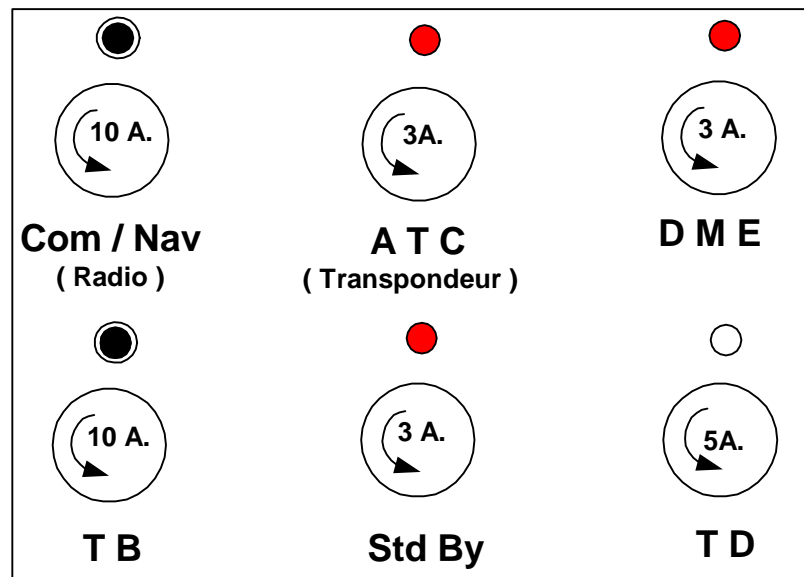 10 A.
3A.
3 A.
Com / Nav
( Radio )
A T C
( Transpondeur )
D M E
10 A.
3 A.
5A.
T B
Std By
T D